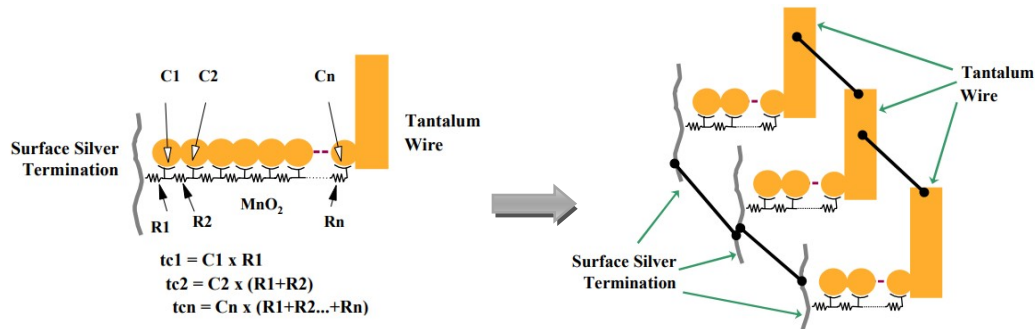 C1
C2
Cn
Surface Silver
Termination
Tantalum
Wire
R1
R2
MnO2
Rn
tc1 = C1 x R1
tc2 = C2 x (R1+R2)
tcn = Cn x (R1+R2...+Rn)
Tantalum
Wire
Surface Silver
Termination